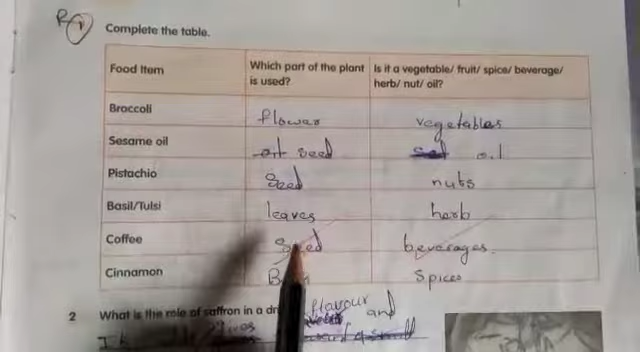 Complete the table.
Food Item Which part of the plant is used? Is it a vegetable/ fruit/ spice/ beverage/ herb/ nut/ oil?
Broccoli flower vegetables
Sesame oil seed oil
Pistachio seed nuts
Basil/Tulsi leaves herb
Coffee seed beverages.
Cinnamon Spices
2 What is the role of saffron in a flavour and
gives